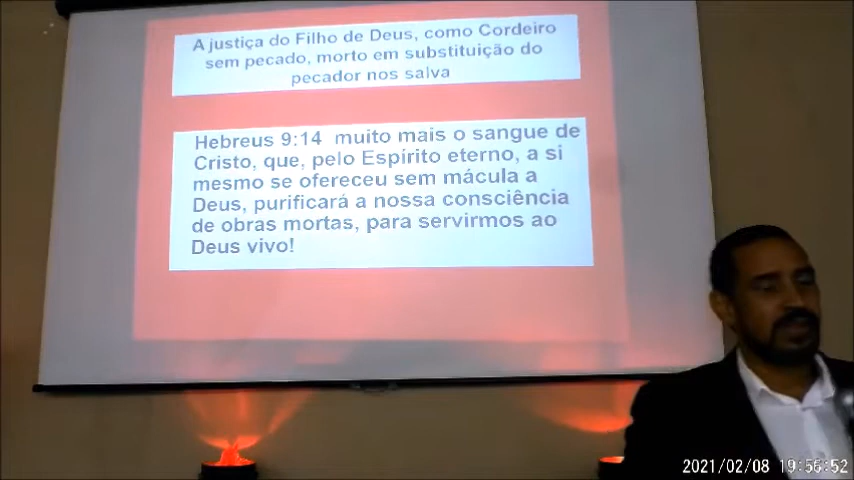 A justiça do Filho de Deus, como Cordeiro
sem pecado, morto em substituição do
pecador nos salva
Hebreus 9:14 muito mais o sangue de
Cristo, que, pelo Espírito eterno, a si
mesmo se ofereceu sem mácula a
Deus, purificará a nossa consciência
de obras mortas, para servirmos ao
Deus vivo!
2021/02/08 19:56:52